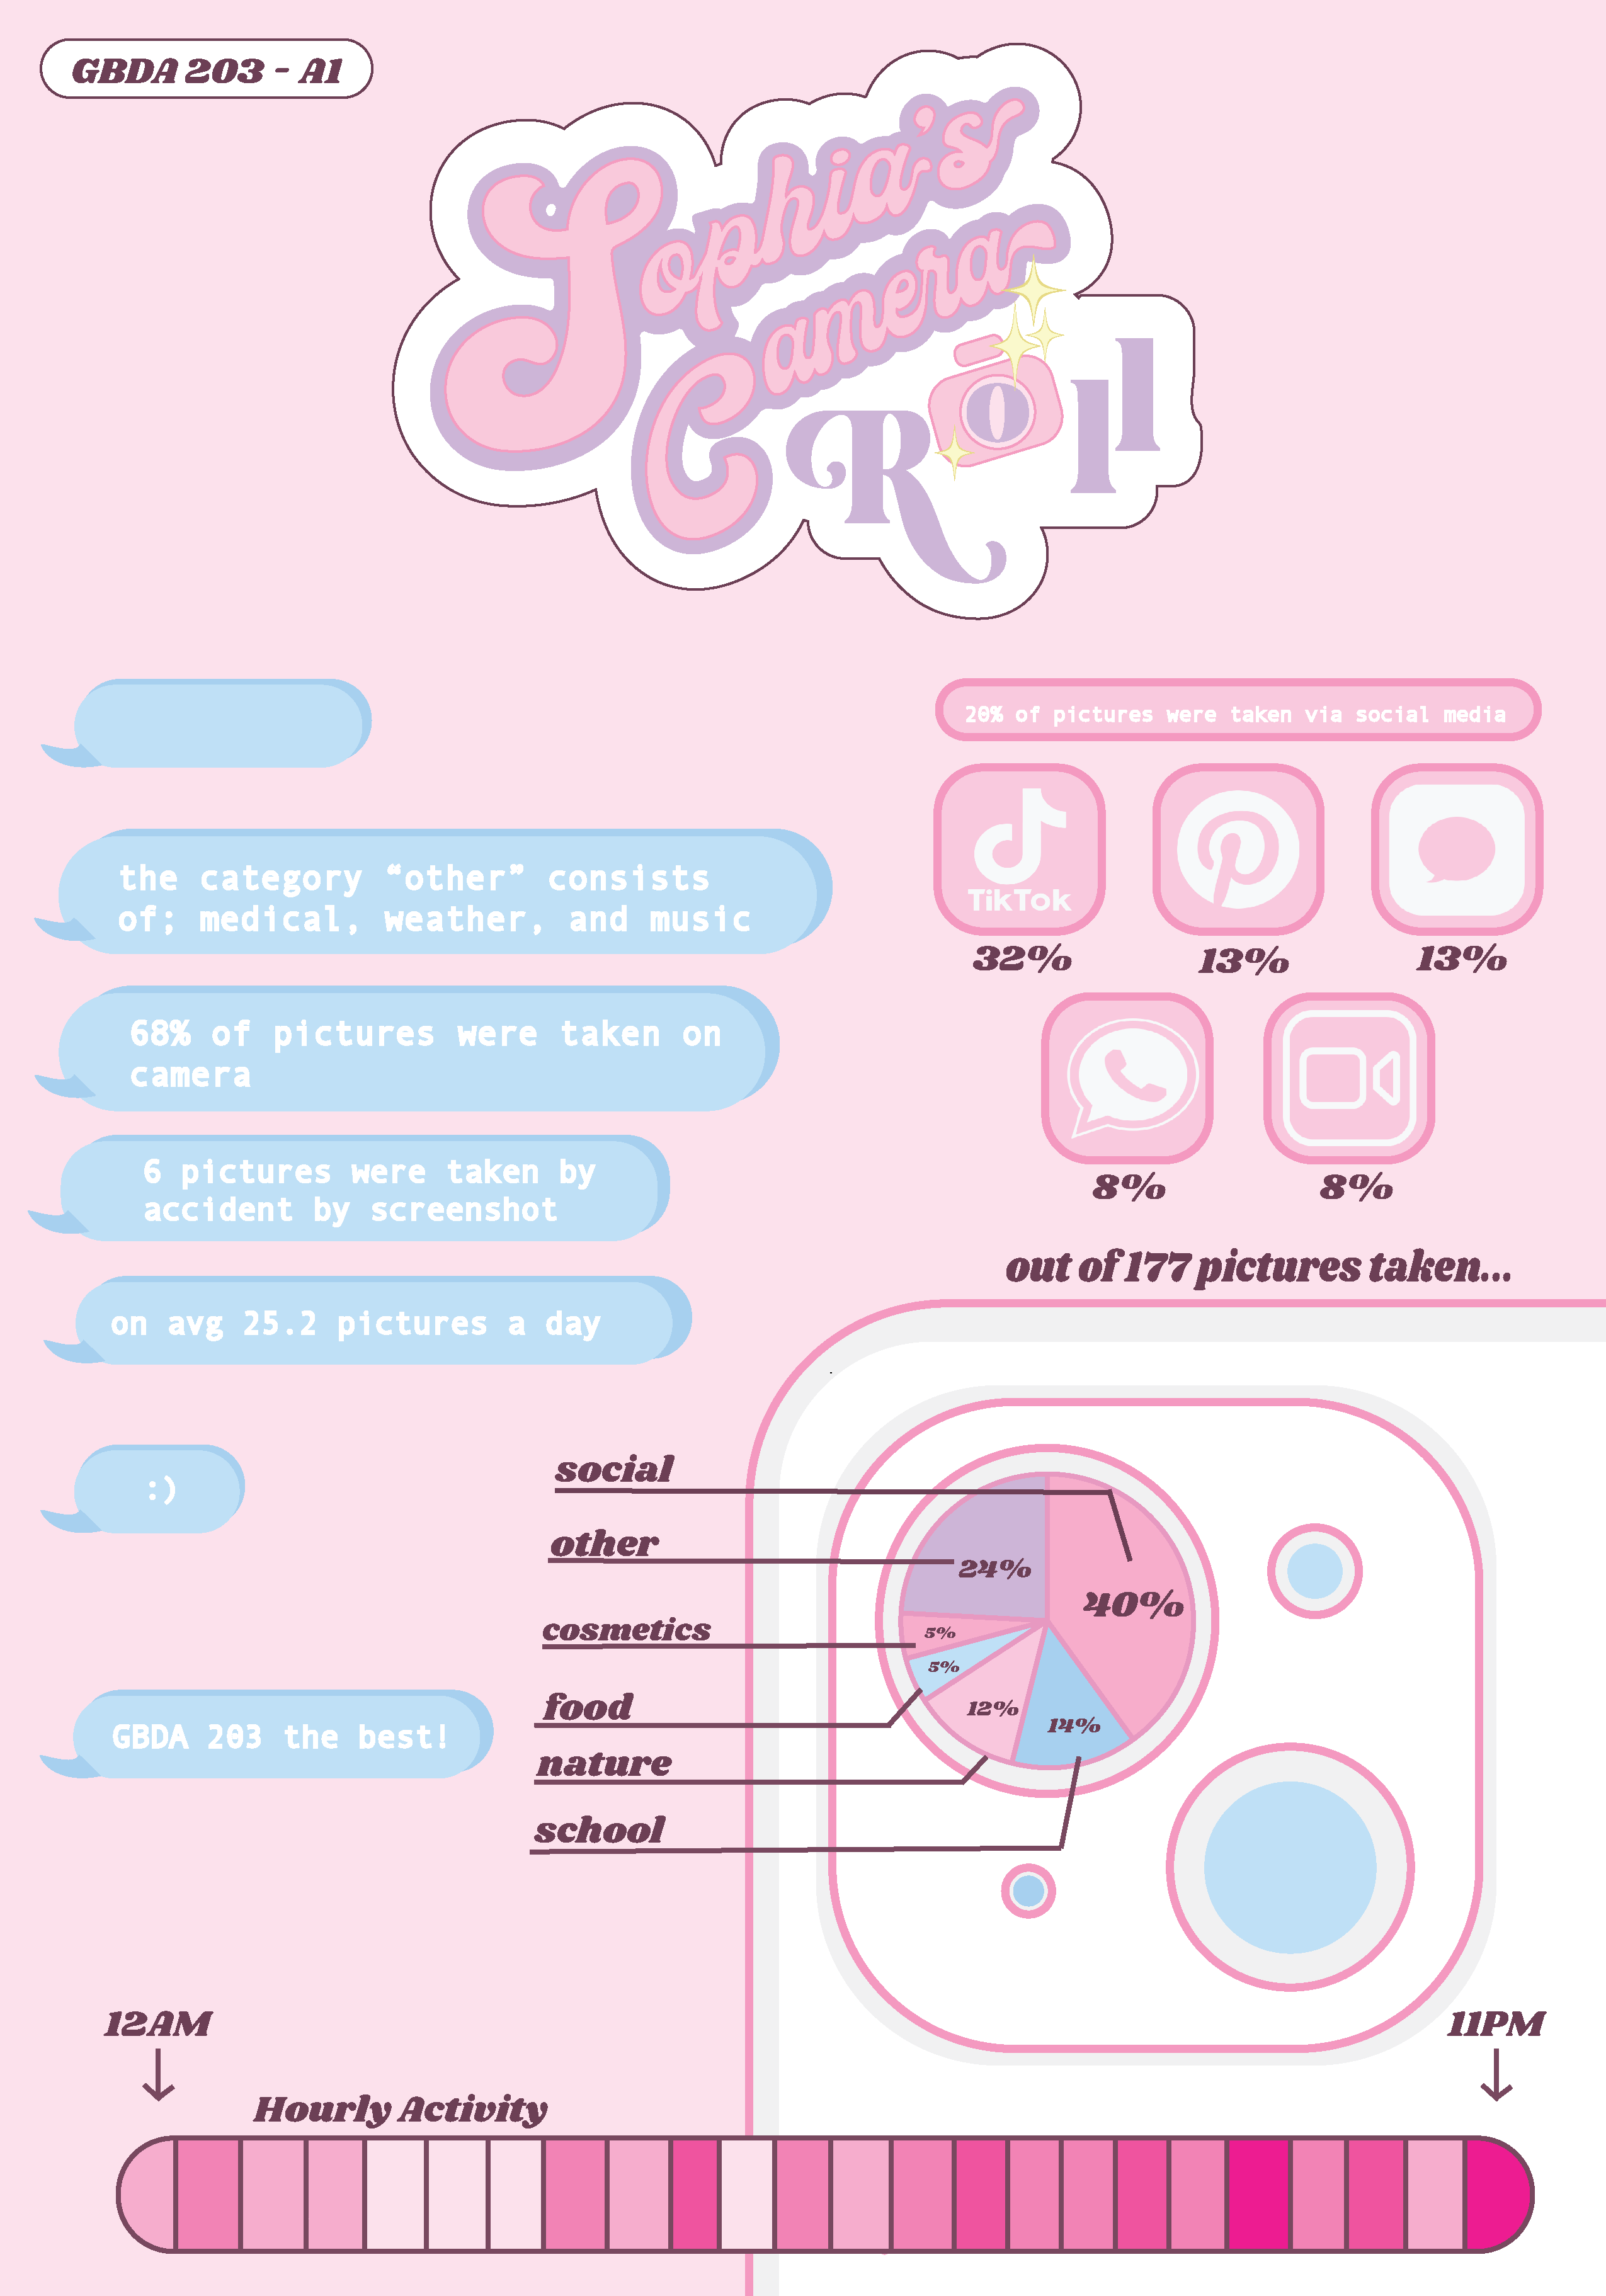 GBDA 203 - A1
Sophia's
Camera
Roll
20% of pictures were taken via social media
TikTok
32%
13%
13%
8%
8%
the category “other” consists
of; medical, weather, and music
68% of pictures were taken on
camera
6 pictures were taken by
accident by screenshot
on avg 25.2 pictures a day
:)
GBDA 203 the best!
out of 177 pictures taken...
social
other
cosmetics
food
nature
school
24%
40%
5%
5%
12%
14%
12AM
11PM
Hourly Activity